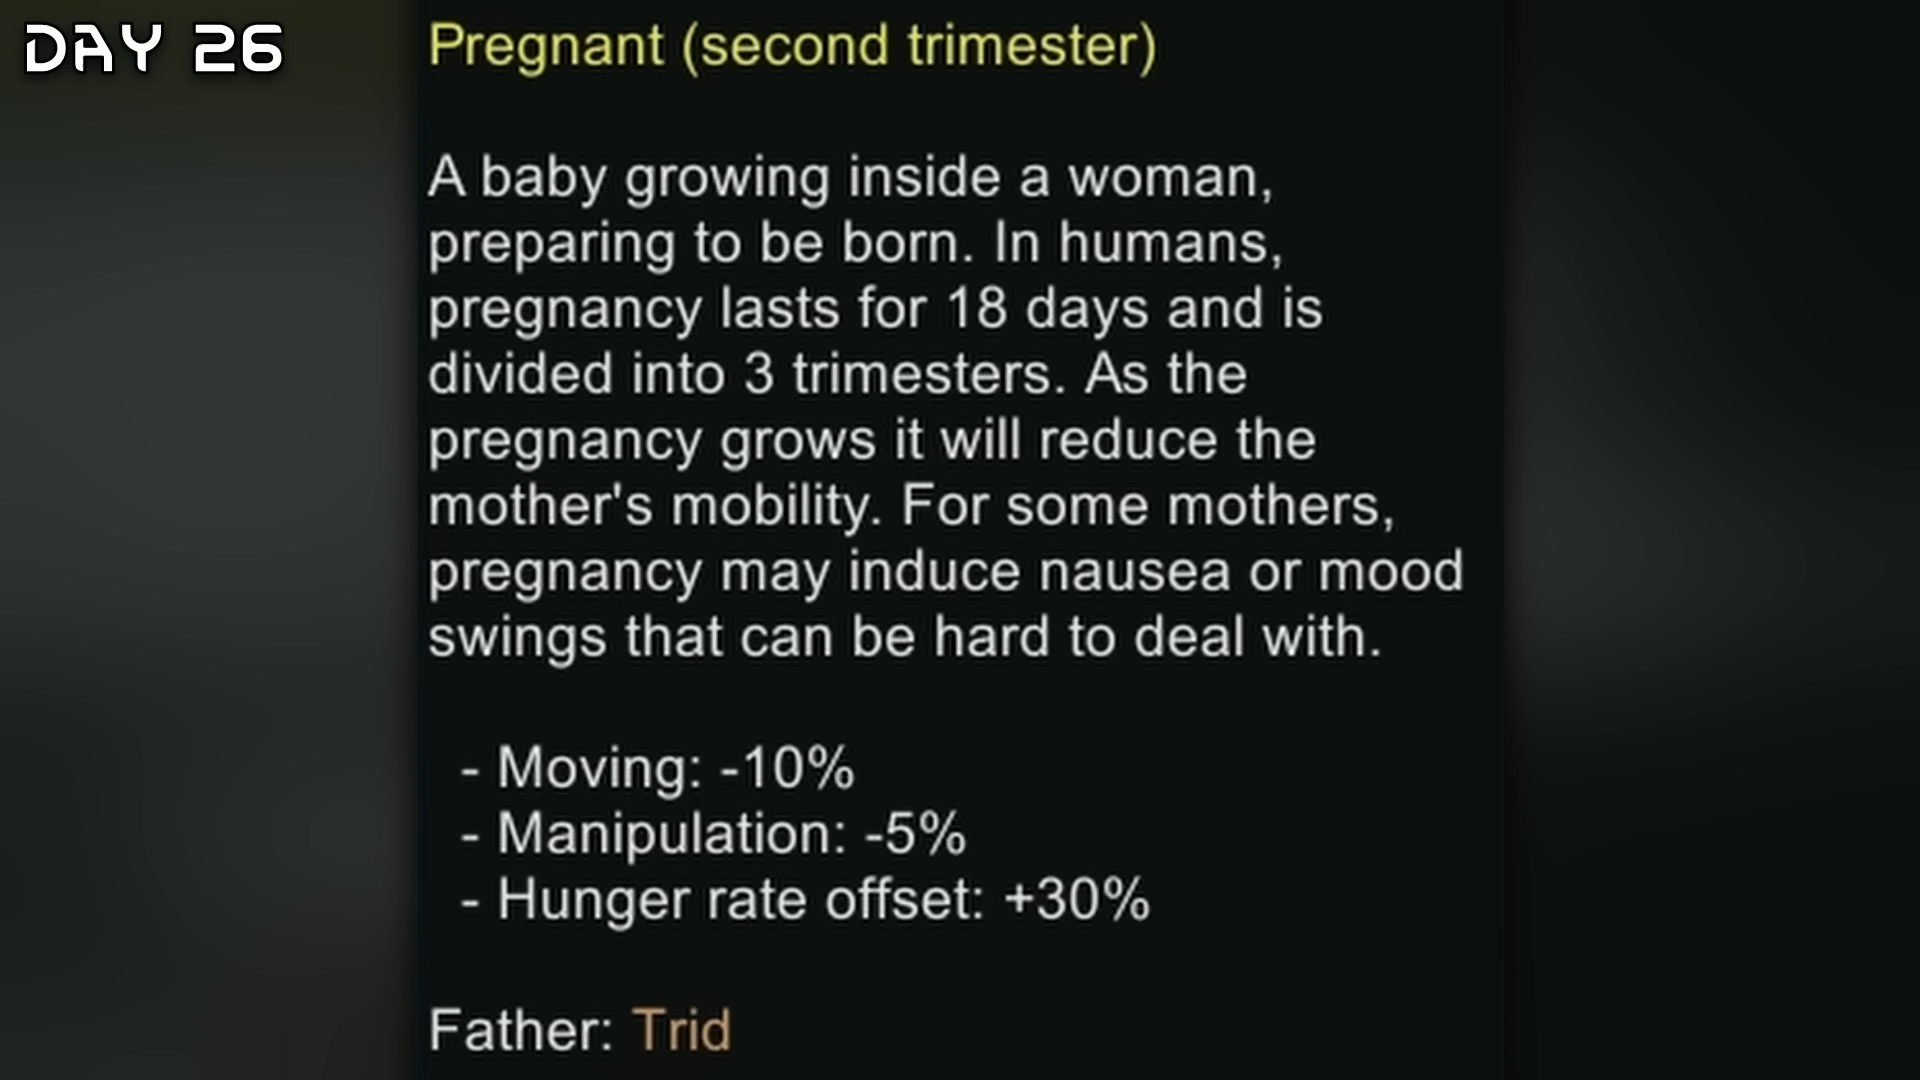 DAY 26
Pregnant (second trimester)
A baby growing inside a woman,
preparing to be born. In humans,
pregnancy lasts for 18 days and is
divided into 3 trimesters. As the
pregnancy grows it will reduce the
mother's mobility. For some mothers,
pregnancy may induce nausea or mood
swings that can be hard to deal with.
- Moving: -10%
- Manipulation: -5%
- Hunger rate offset: +30%
Father: Trid